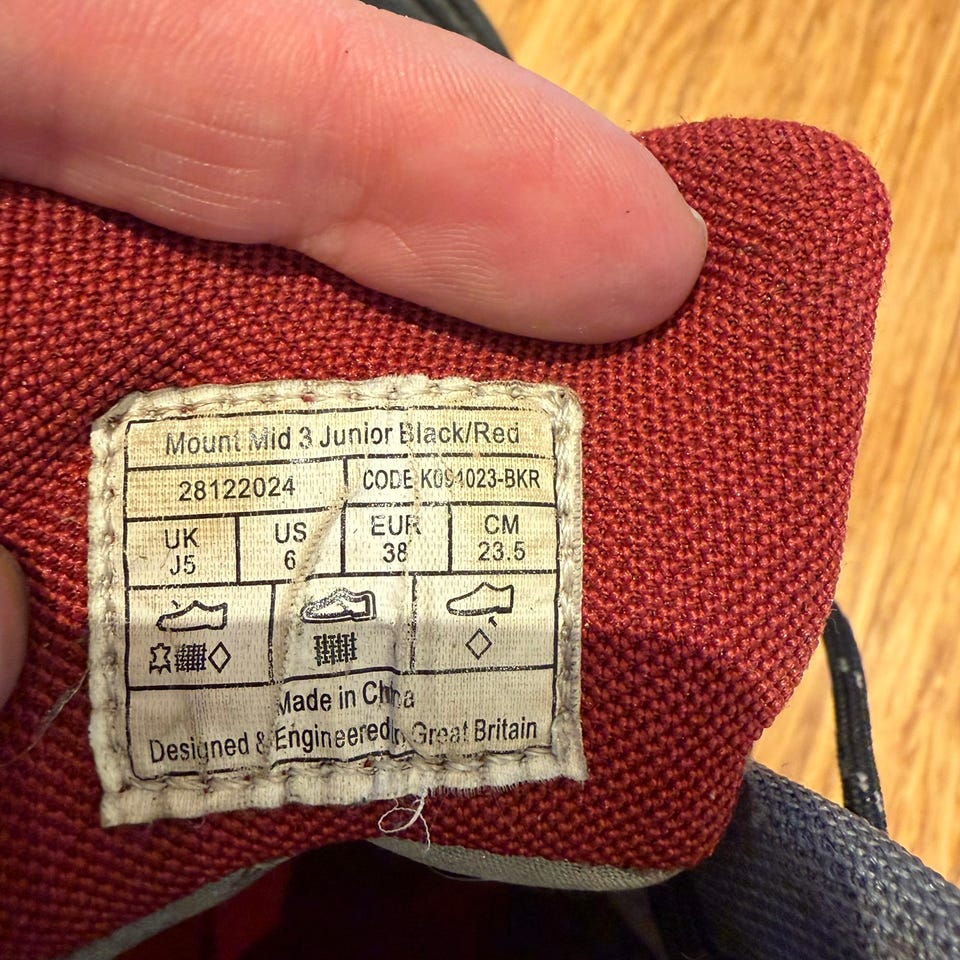 Mount Mid 3 Junior Black/Red
28122024 CODE K091023-BKR
UK US EUR CM
J5 6 38 23.5
Made in China
Designed & Engineered in Great Britain